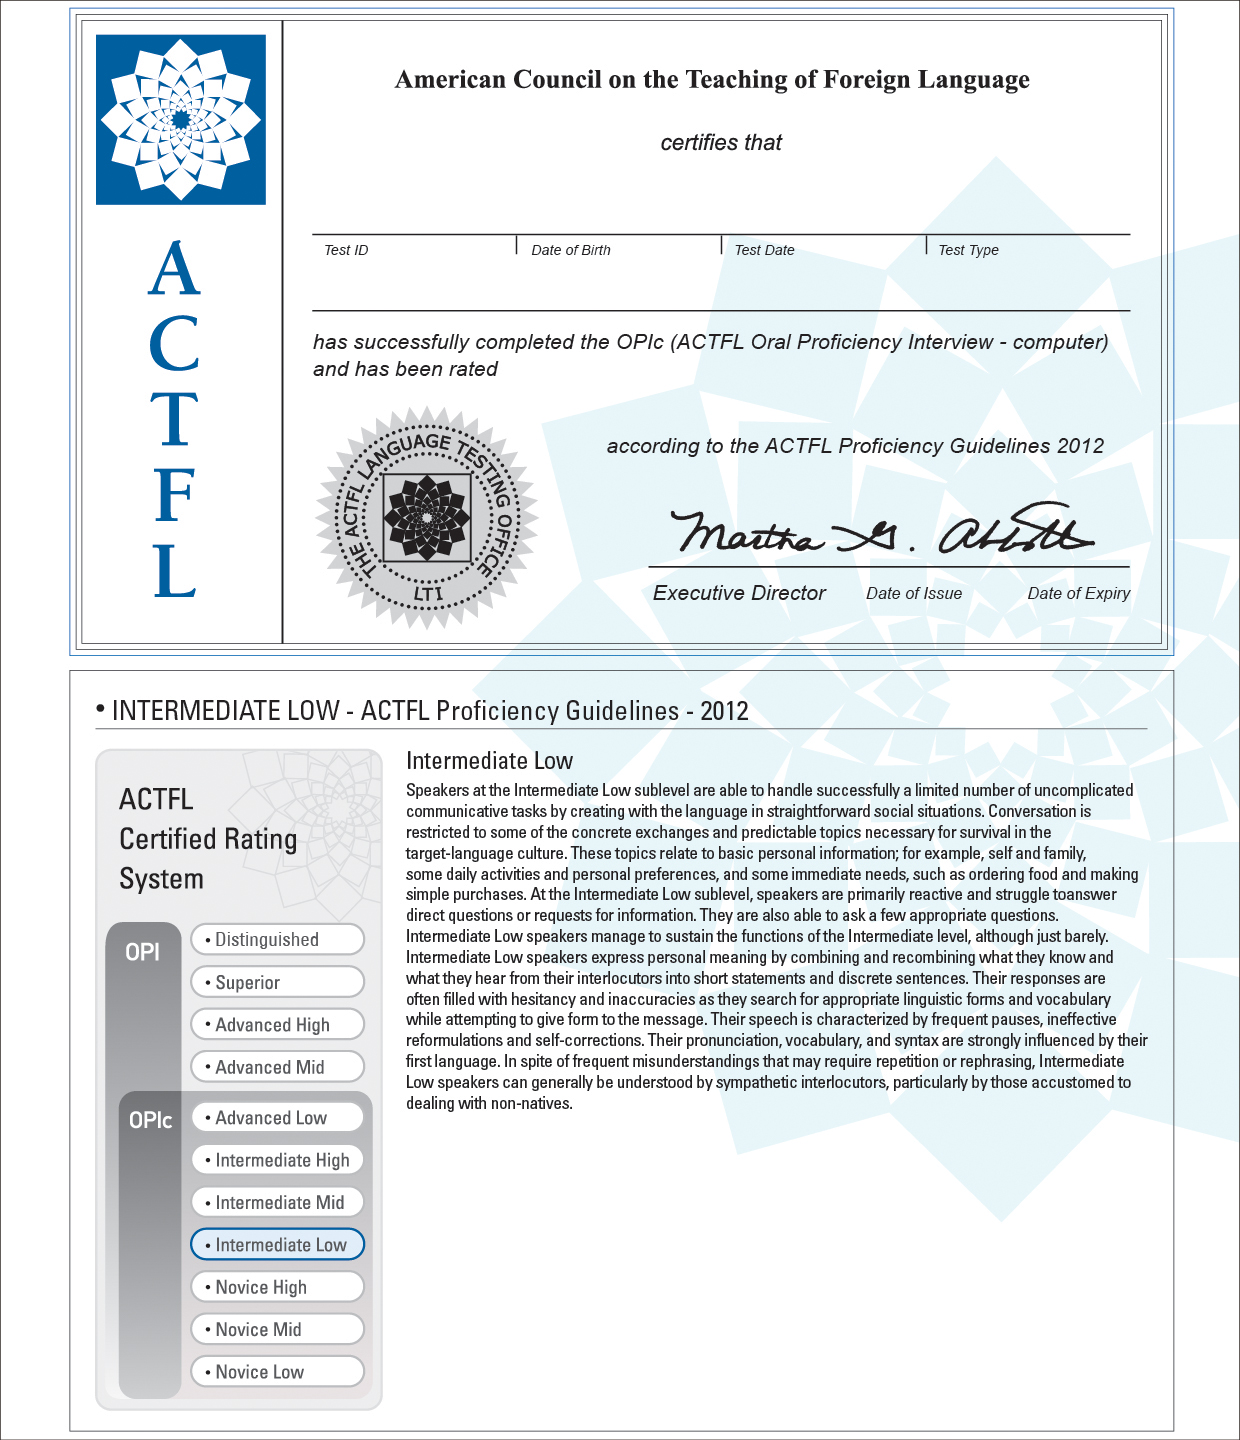 American Council on the Teaching of Foreign Language
certifies that
A
C
T
F
L
Test ID
Date of Birth
Test Date
Test Type
has successfully completed the OPIc (ACTFL Oral Proficiency Interview - computer)
and has been rated
according to the ACTFL Proficiency Guidelines 2012
THE ACTFL LANGUAGE TESTING OFFICE
LTI
Martha G. Abbott
Executive Director
Date of Issue
Date of Expiry
• INTERMEDIATE LOW - ACTFL Proficiency Guidelines - 2012
ACTFL
Certified Rating
System
OPI
• Distinguished
• Superior
• Advanced High
• Advanced Mid
OPIc
• Advanced Low
• Intermediate High
• Intermediate Mid
• Intermediate Low
• Novice High
• Novice Mid
• Novice Low
Intermediate Low
Speakers at the Intermediate Low sublevel are able to handle successfully a limited number of uncomplicated
communicative tasks by creating with the language in straightforward social situations. Conversation is
restricted to some of the concrete exchanges and predictable topics necessary for survival in the
target-language culture. These topics relate to basic personal information; for example, self and family,
some daily activities and personal preferences, and some immediate needs, such as ordering food and making
simple purchases. At the Intermediate Low sublevel, speakers are primarily reactive and struggle toanswer
direct questions or requests for information. They are also able to ask a few appropriate questions.
Intermediate Low speakers manage to sustain the functions of the Intermediate level, although just barely.
Intermediate Low speakers express personal meaning by combining and recombining what they know and
what they hear from their interlocutors into short statements and discrete sentences. Their responses are
often filled with hesitancy and inaccuracies as they search for appropriate linguistic forms and vocabulary
while attempting to give form to the message. Their speech is characterized by frequent pauses, ineffective
reformulations and self-corrections. Their pronunciation, vocabulary, and syntax are strongly influenced by their
first language. In spite of frequent misunderstandings that may require repetition or rephrasing, Intermediate
Low speakers can generally be understood by sympathetic interlocutors, particularly by those accustomed to
dealing with non-natives.